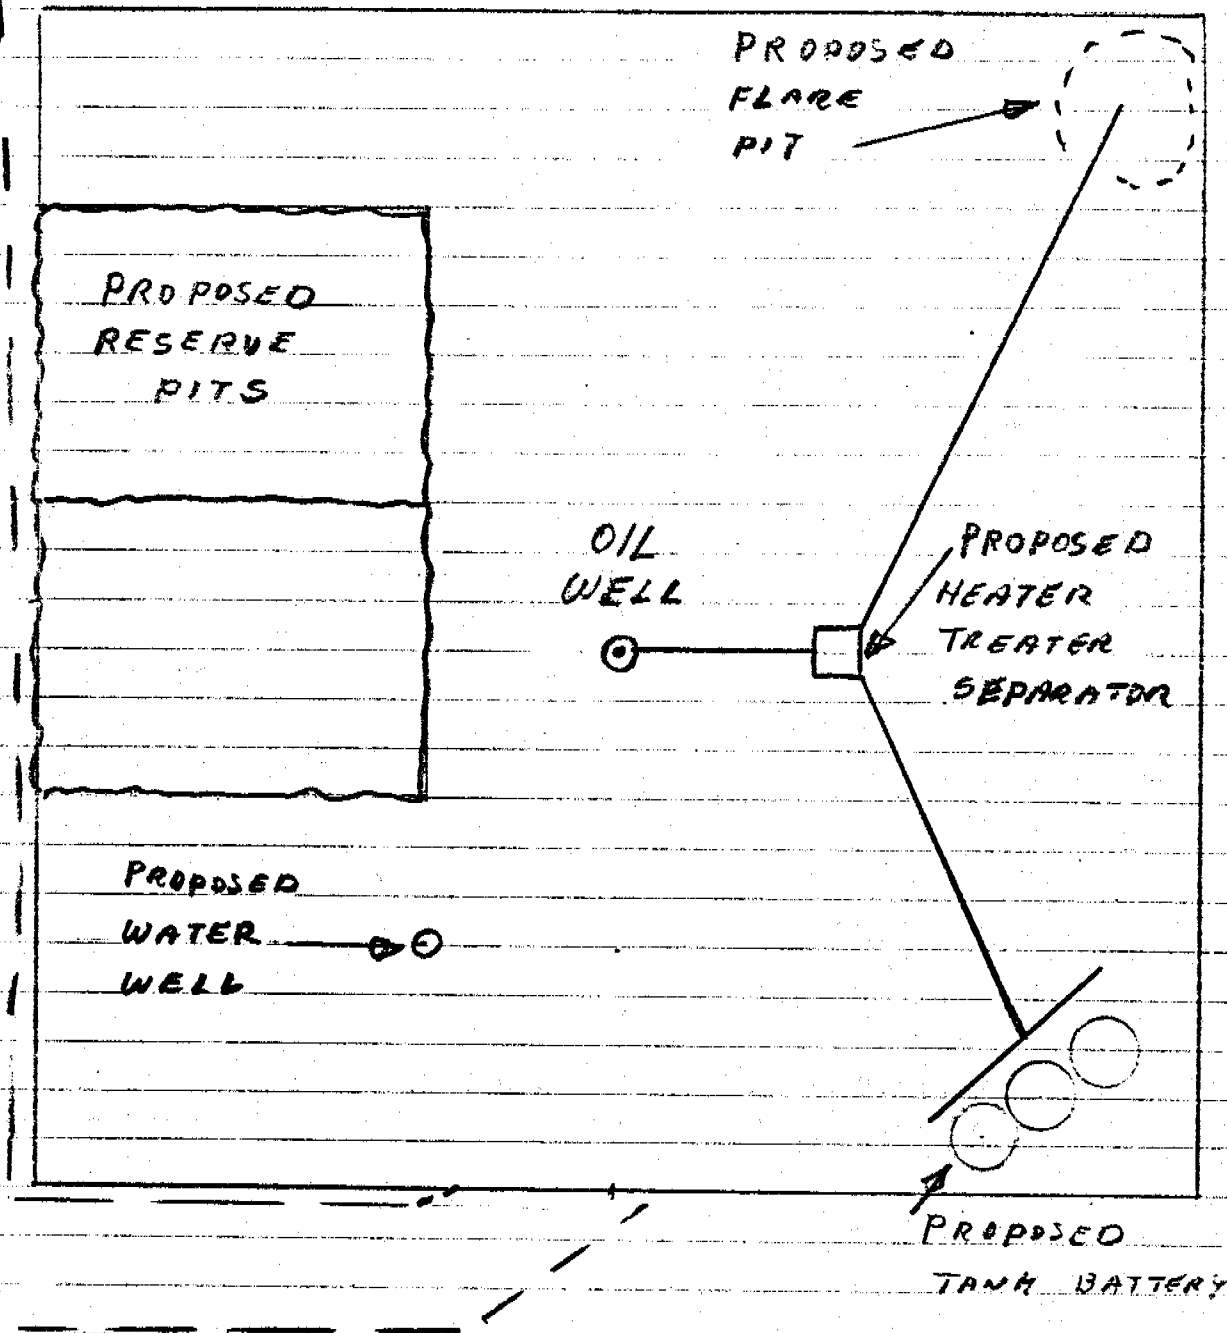 PROPOSED
FLARE
PIT
PROPOSED
RESERVE
PITS
OIL
WELL
PROPOSED
HEATER
TREATER
SEPARATOR
PROPOSED
WATER
WELL
PROPOSED
TANK BATTERY